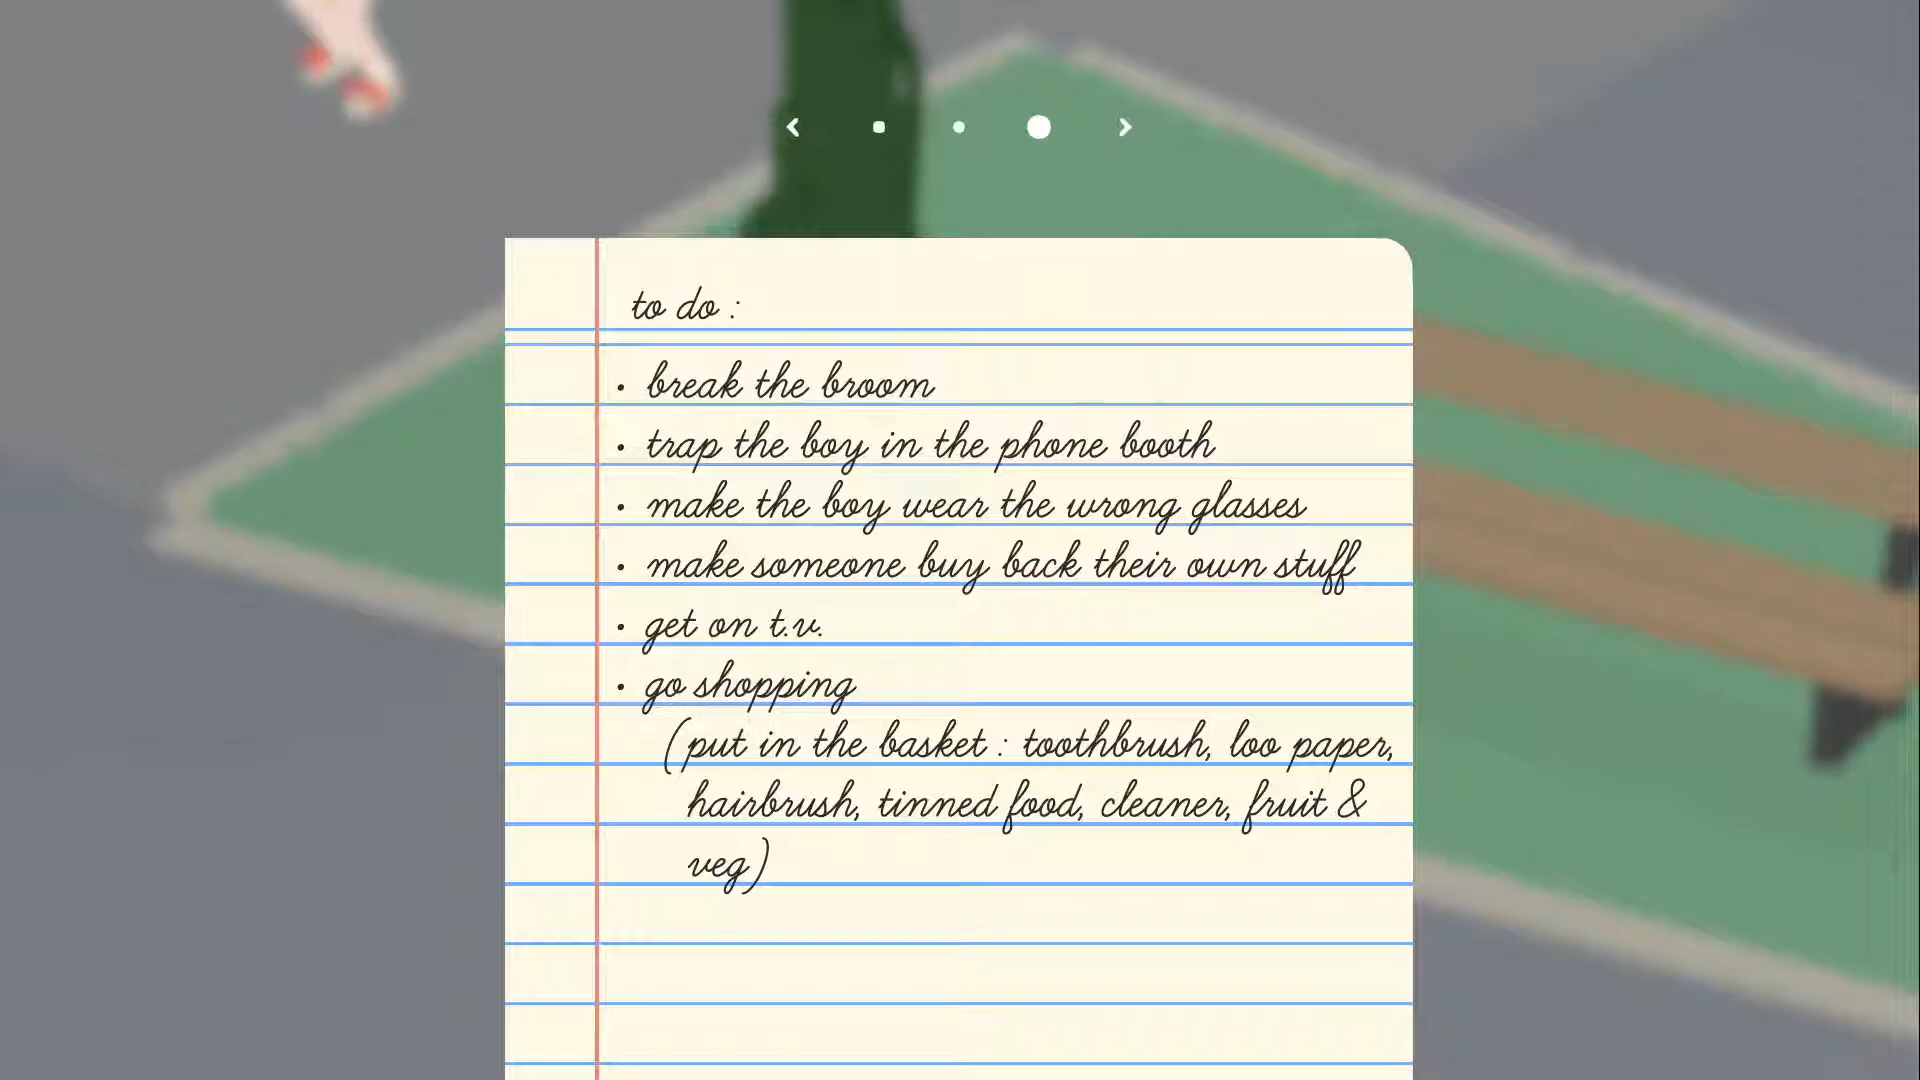 to do :
• break the broom
• trap the boy in the phone booth
• make the boy wear the wrong glasses
• make someone buy back their own stuff
• get on t.v.
• go shopping
(put in the basket : toothbrush, loo paper,
hairbrush, tinned food, cleaner, fruit &
veg)